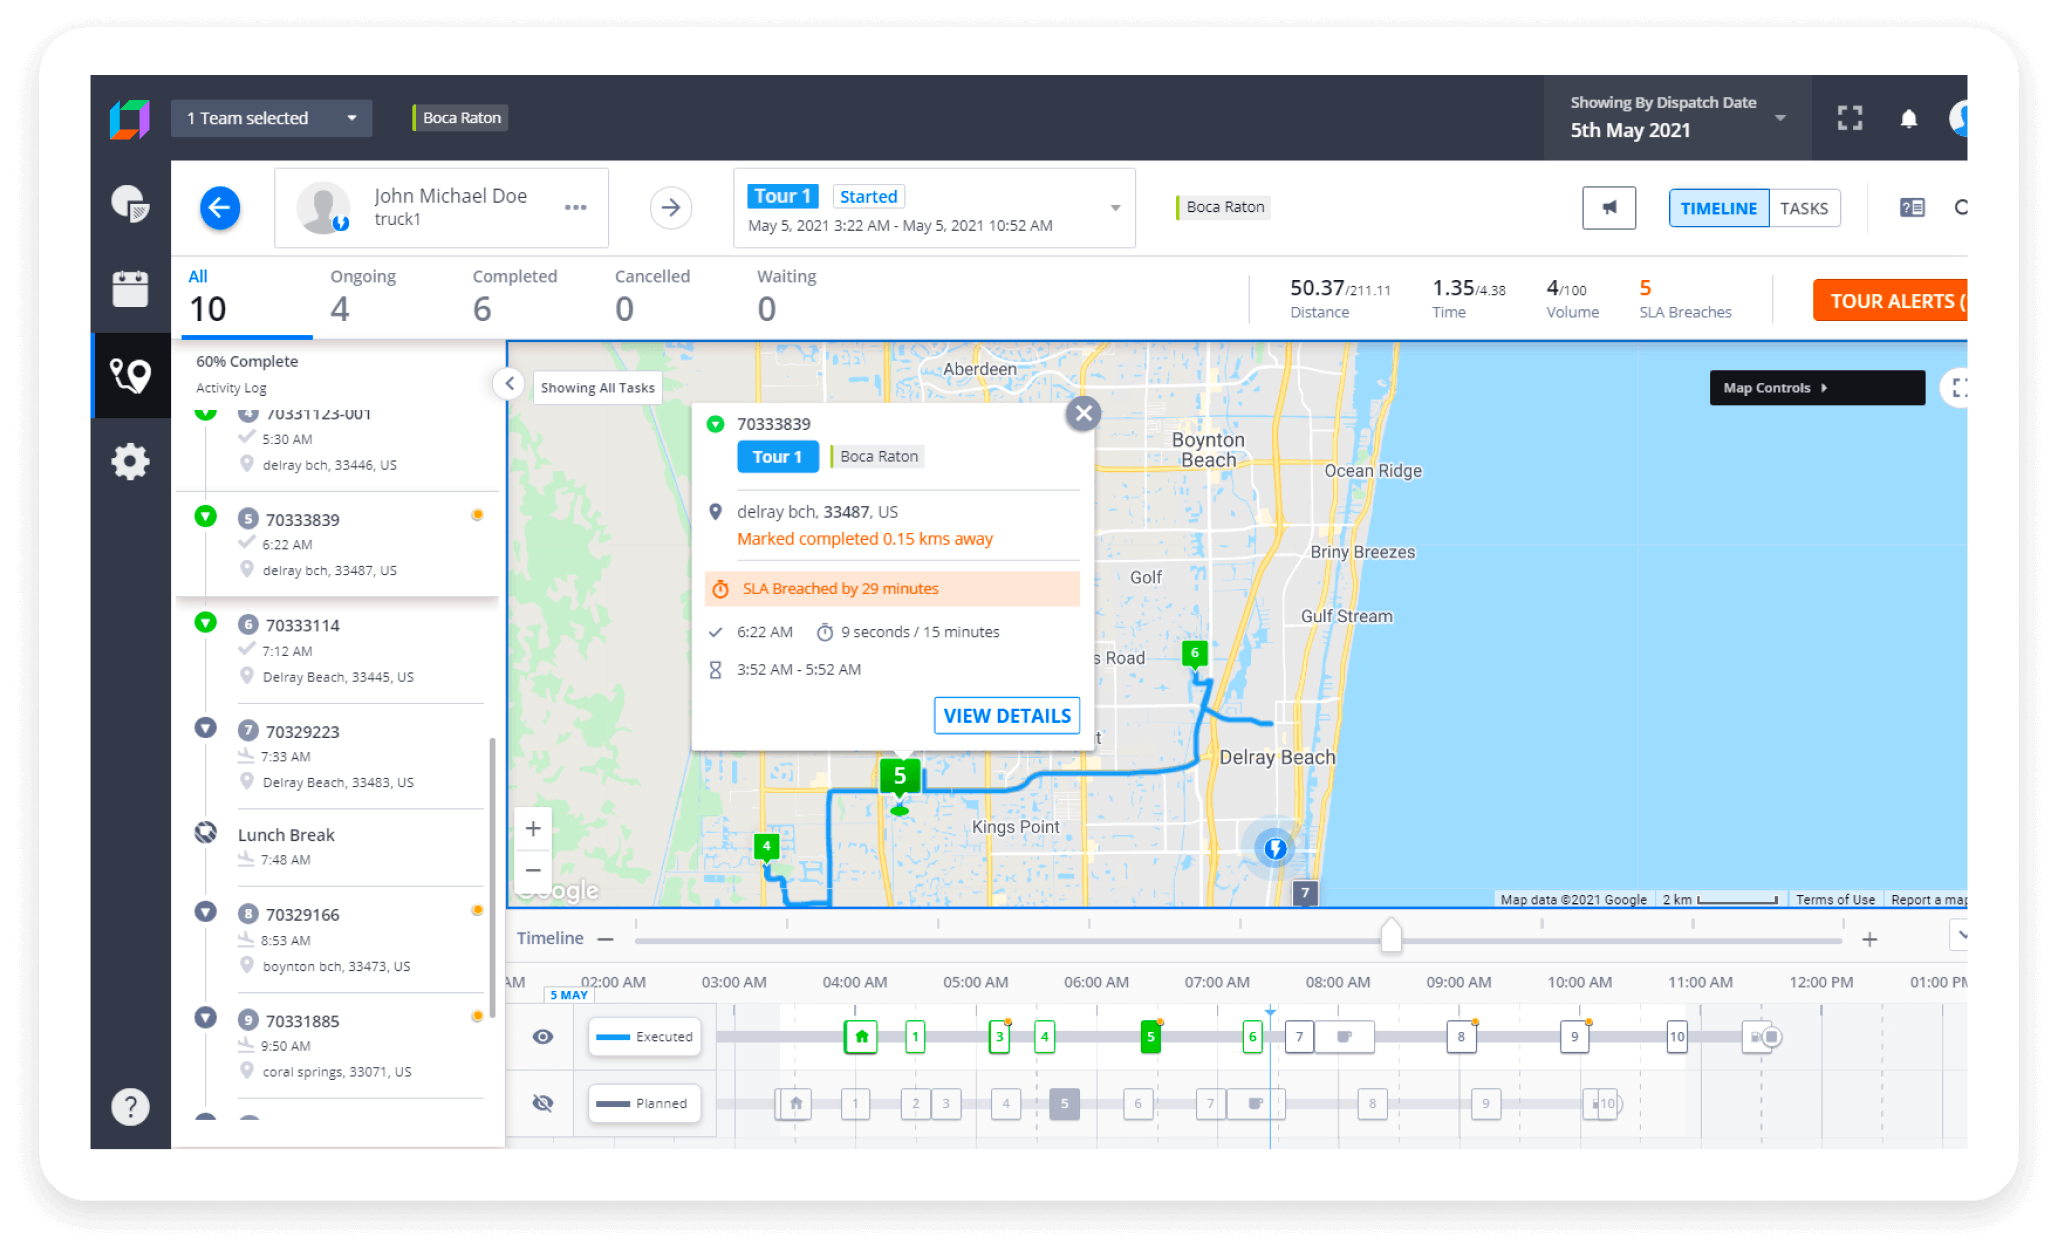 1 Team selected
Boca Raton
Showing By Dispatch Date
5th May 2021
John Michael Doe
truck1
Tour 1 Started
May 5, 2021 3:22 AM - May 5, 2021 10:52 AM
Boca Raton
TIMELINE TASKS
All
10
Ongoing
4
Completed
6
Cancelled
0
Waiting
0
50.37/211.11
Distance
1.35/4.38
Time
4/100
Volume
5
SLA Breaches
TOUR ALERTS (
60% Complete
Activity Log
4 70331123-001
5:30 AM
delray bch, 33446, US
5 70333839
6:22 AM
delray bch, 33487, US
6 70333114
7:12 AM
Delray Beach, 33445, US
7 70329223
7:33 AM
Delray Beach, 33483, US
Lunch Break
7:48 AM
8 70329166
8:53 AM
boynton bch, 33473, US
9 70331885
9:50 AM
coral springs, 33071, US
?
Showing All Tasks
Map Controls
70333839
Tour 1 Boca Raton
delray bch, 33487, US
Marked completed 0.15 kms away
SLA Breached by 29 minutes
6:22 AM 9 seconds / 15 minutes
3:52 AM - 5:52 AM
VIEW DETAILS
Aberdeen
Boynton
Beach
Ocean Ridge
Briny Breezes
Golf
Gulf Stream
s Road
6
t
Delray Beach
5
Kings Point
4
7
+
−
Google
Map data ©2021 Google 2 km Terms of Use Report a map
Timeline − +
AM 02:00 AM 03:00 AM 04:00 AM 05:00 AM 06:00 AM 07:00 AM 08:00 AM 09:00 AM 10:00 AM 11:00 AM 12:00 PM 01:00 PM
5 MAY
Executed 1 3 4 5 6 7 8 9 10
Planned 1 2 3 4 5 6 7 8 9 10